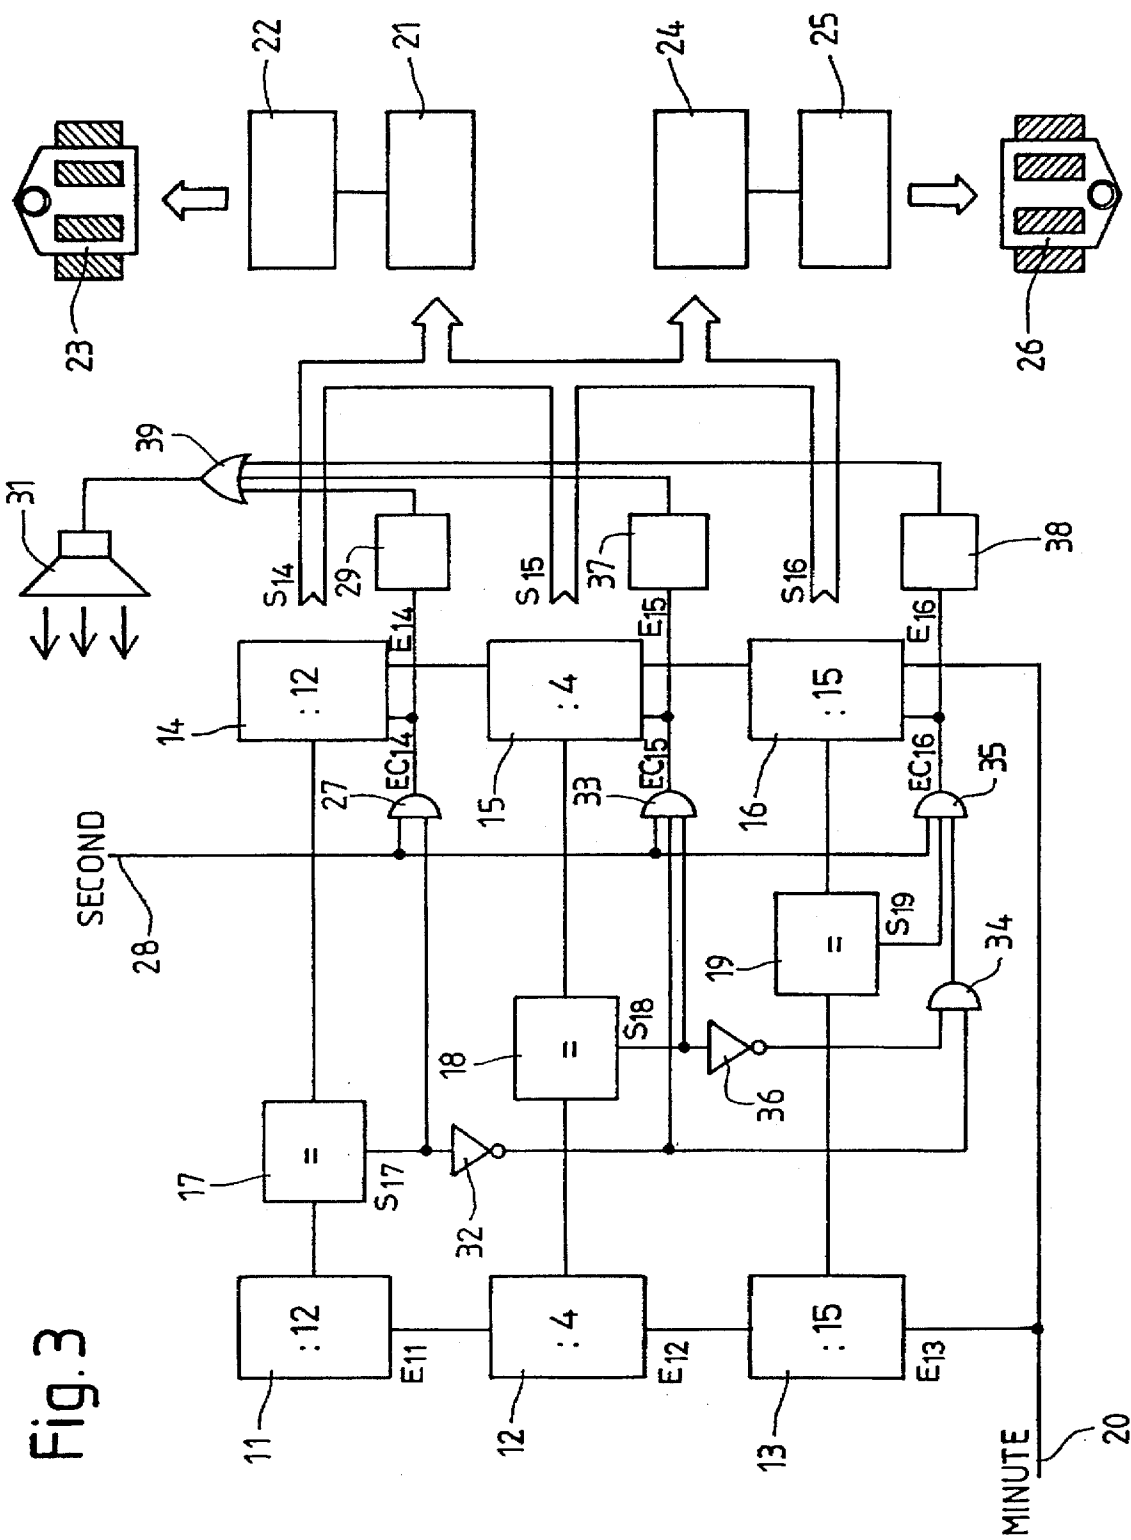 Fig.3
22
21
24
25
23
26
39
31
S14
29
E14
S15
37
E15
S16
38
E16
:12
14
EC14
27
:4
15
EC15
33
:15
16
EC16
35
SECOND
28
=
19
S19
34
=
18
S18
36
=
17
S17
32
:12
11
E11
:4
12
E12
:15
13
E13
MINUTE
20